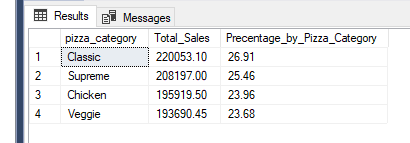 Results Messages
pizza_category Total_Sales Precentage_by_Pizza_Category
1 Classic 220053.10 26.91
2 Supreme 208197.00 25.46
3 Chicken 195919.50 23.96
4 Veggie 193690.45 23.68